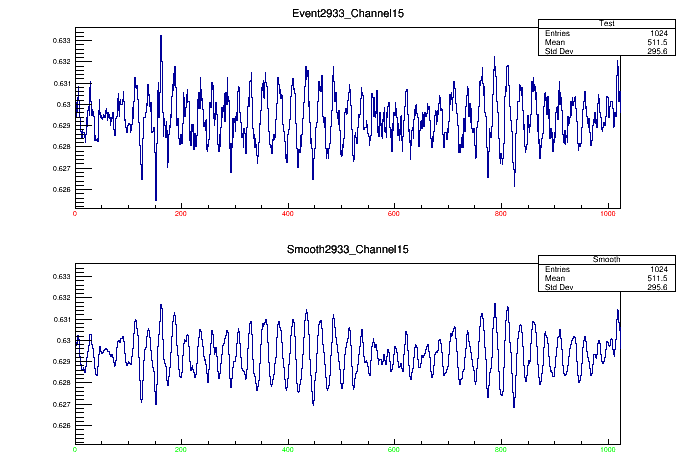 Event2933_Channel15
Test
Entries 1024
Mean 511.5
Std Dev 295.6
0.633
0.632
0.631
0.63
0.629
0.628
0.627
0.626
0 200 400 600 800 1000
Smooth2933_Channel15
Smooth
Entries 1024
Mean 511.5
Std Dev 295.6
0.633
0.632
0.631
0.63
0.629
0.628
0.627
0.626
0 200 400 600 800 1000